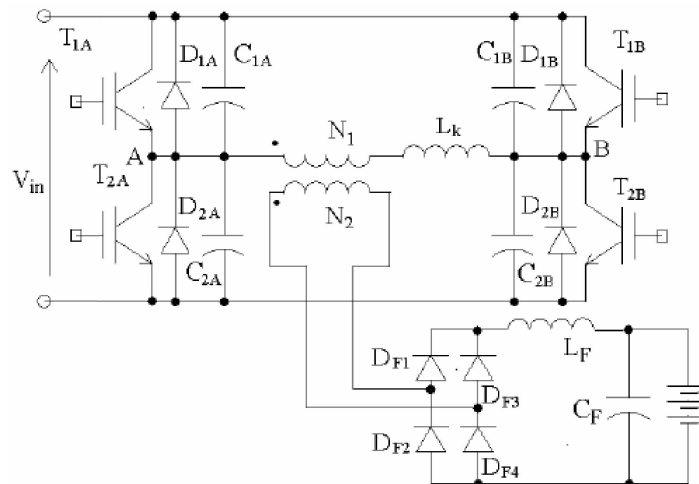 T1A
D1A
C1A
C1B
D1B
T1B
N1
Lk
A
B
Vin
T2A
D2A
C2A
N2
D2B
C2B
T2B
LF
DF1
DF3
CF
DF2
DF4